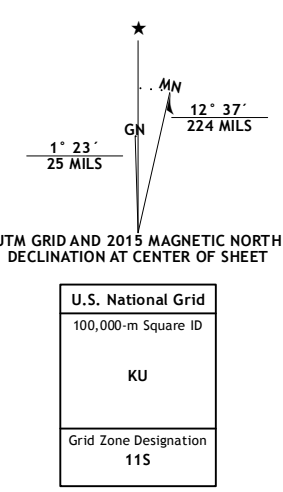 ★
MN
12° 37´
224 MILS
GN
1° 23´
25 MILS
UTM GRID AND 2015 MAGNETIC NORTH
DECLINATION AT CENTER OF SHEET
U.S. National Grid
100,000-m Square ID
KU
Grid Zone Designation
11S